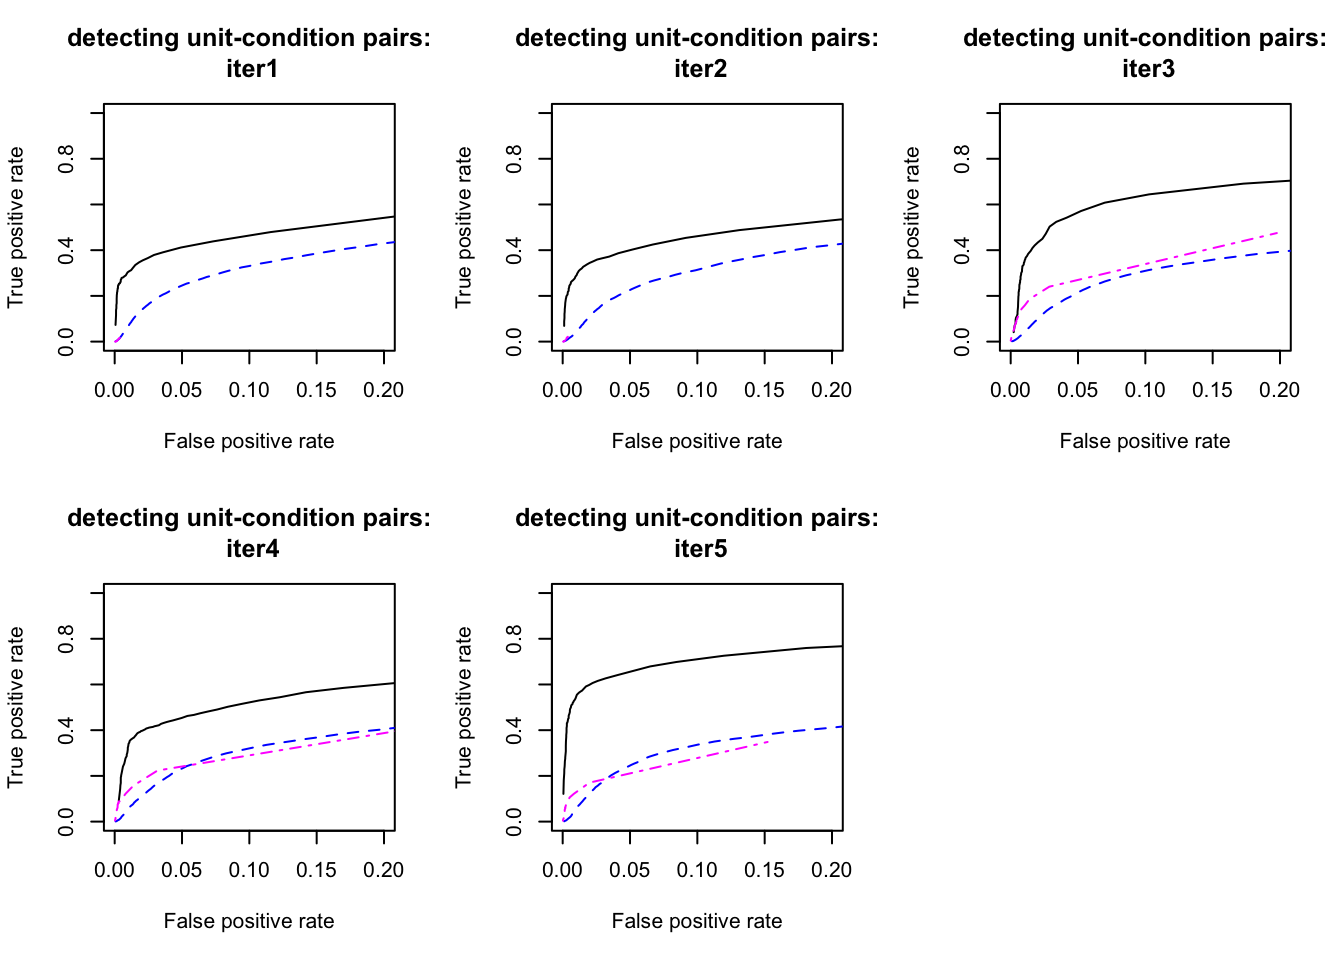 detecting unit-condition pairs:
iter1
True positive rate
0.0 0.4 0.8
0.00 0.05 0.10 0.15 0.20
False positive rate
detecting unit-condition pairs:
iter2
True positive rate
0.0 0.4 0.8
0.00 0.05 0.10 0.15 0.20
False positive rate
detecting unit-condition pairs:
iter3
True positive rate
0.0 0.4 0.8
0.00 0.05 0.10 0.15 0.20
False positive rate
detecting unit-condition pairs:
iter4
True positive rate
0.0 0.4 0.8
0.00 0.05 0.10 0.15 0.20
False positive rate
detecting unit-condition pairs:
iter5
True positive rate
0.0 0.4 0.8
0.00 0.05 0.10 0.15 0.20
False positive rate